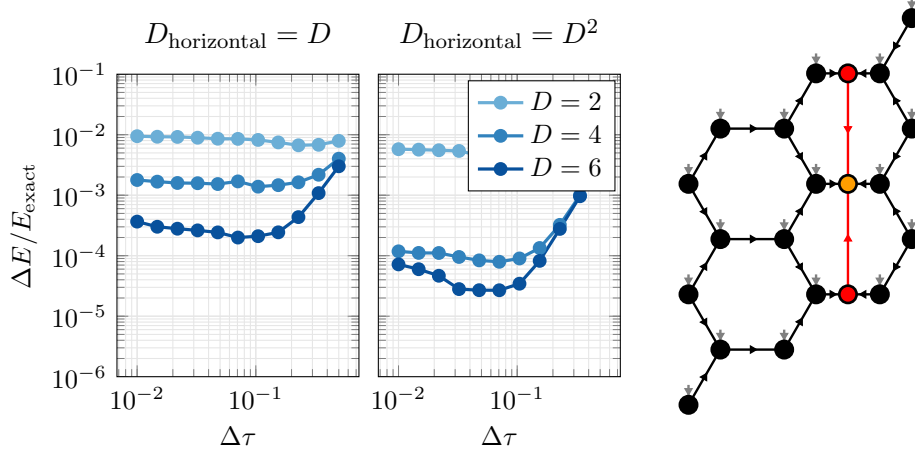 D_horizontal = D
D_horizontal = D²
ΔE/E_exact
10⁻¹
10⁻²
10⁻³
10⁻⁴
10⁻⁵
10⁻⁶
D = 2
D = 4
D = 6
10⁻² 10⁻¹
10⁻² 10⁻¹
Δτ
Δτ